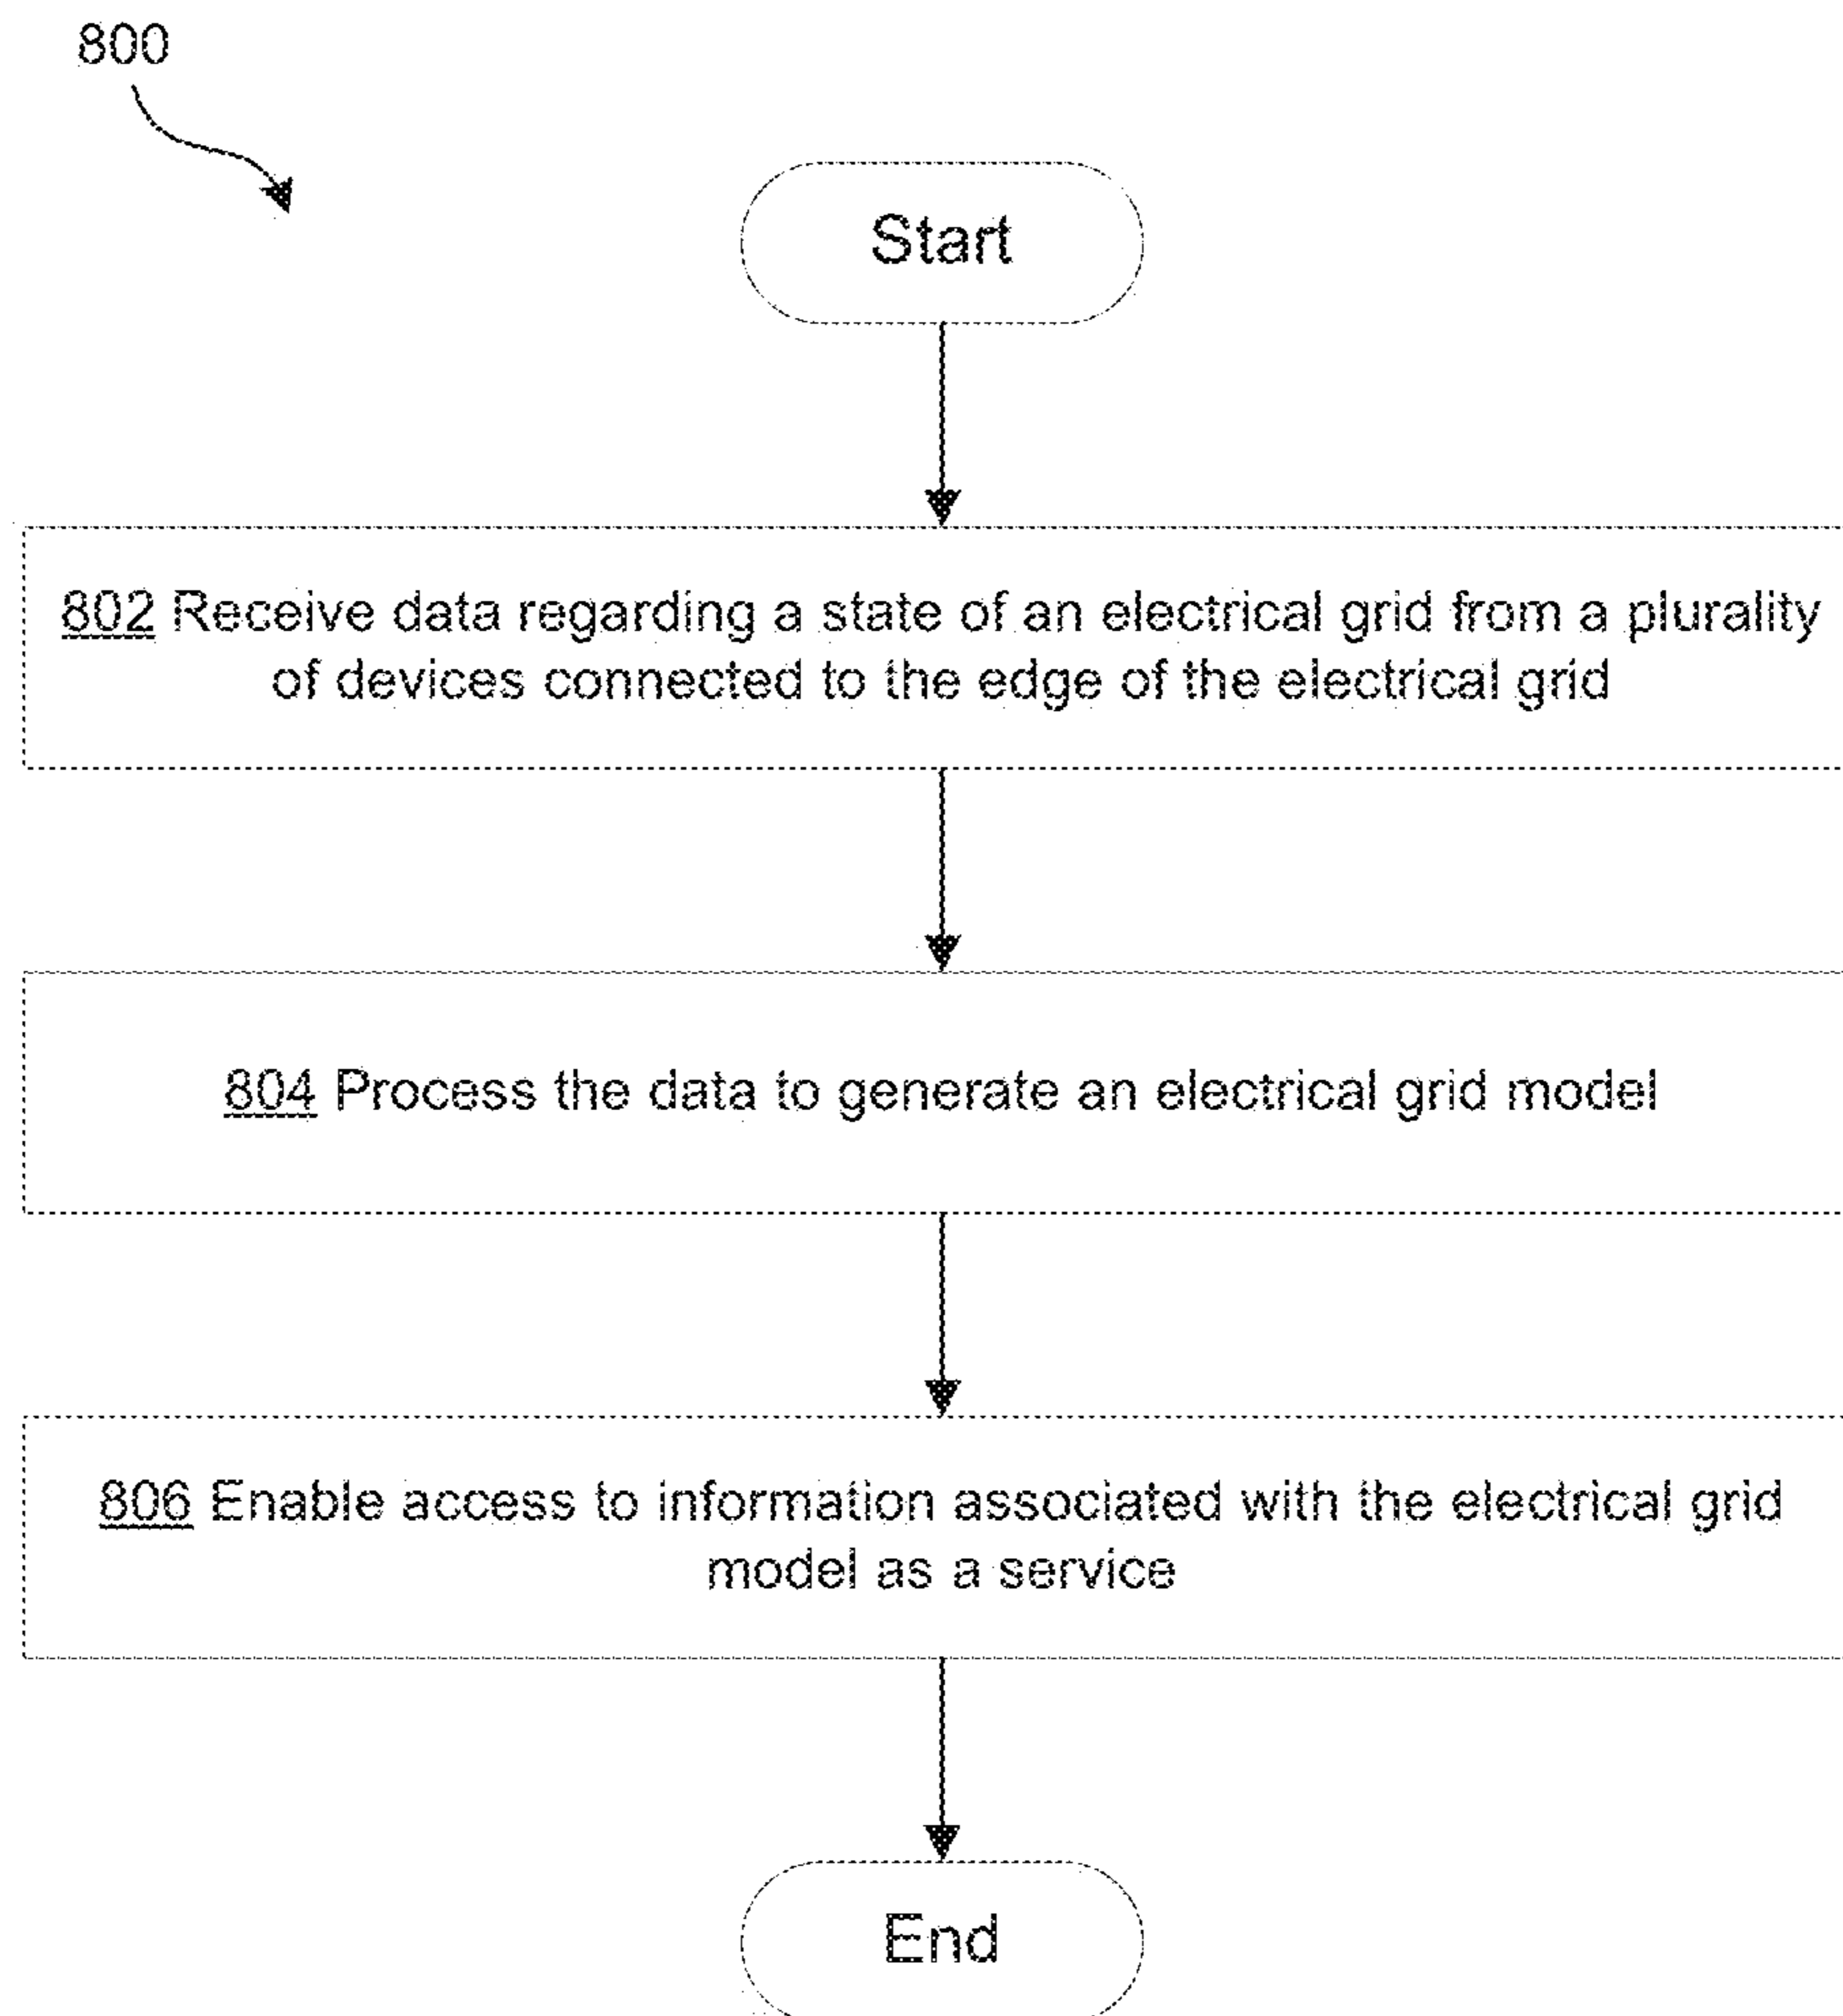 800
Start
802 Receive data regarding a state of an electrical grid from a plurality
of devices connected to the edge of the electrical grid
804 Process the data to generate an electrical grid model
806 Enable access to information associated with the electrical grid
model as a service
End